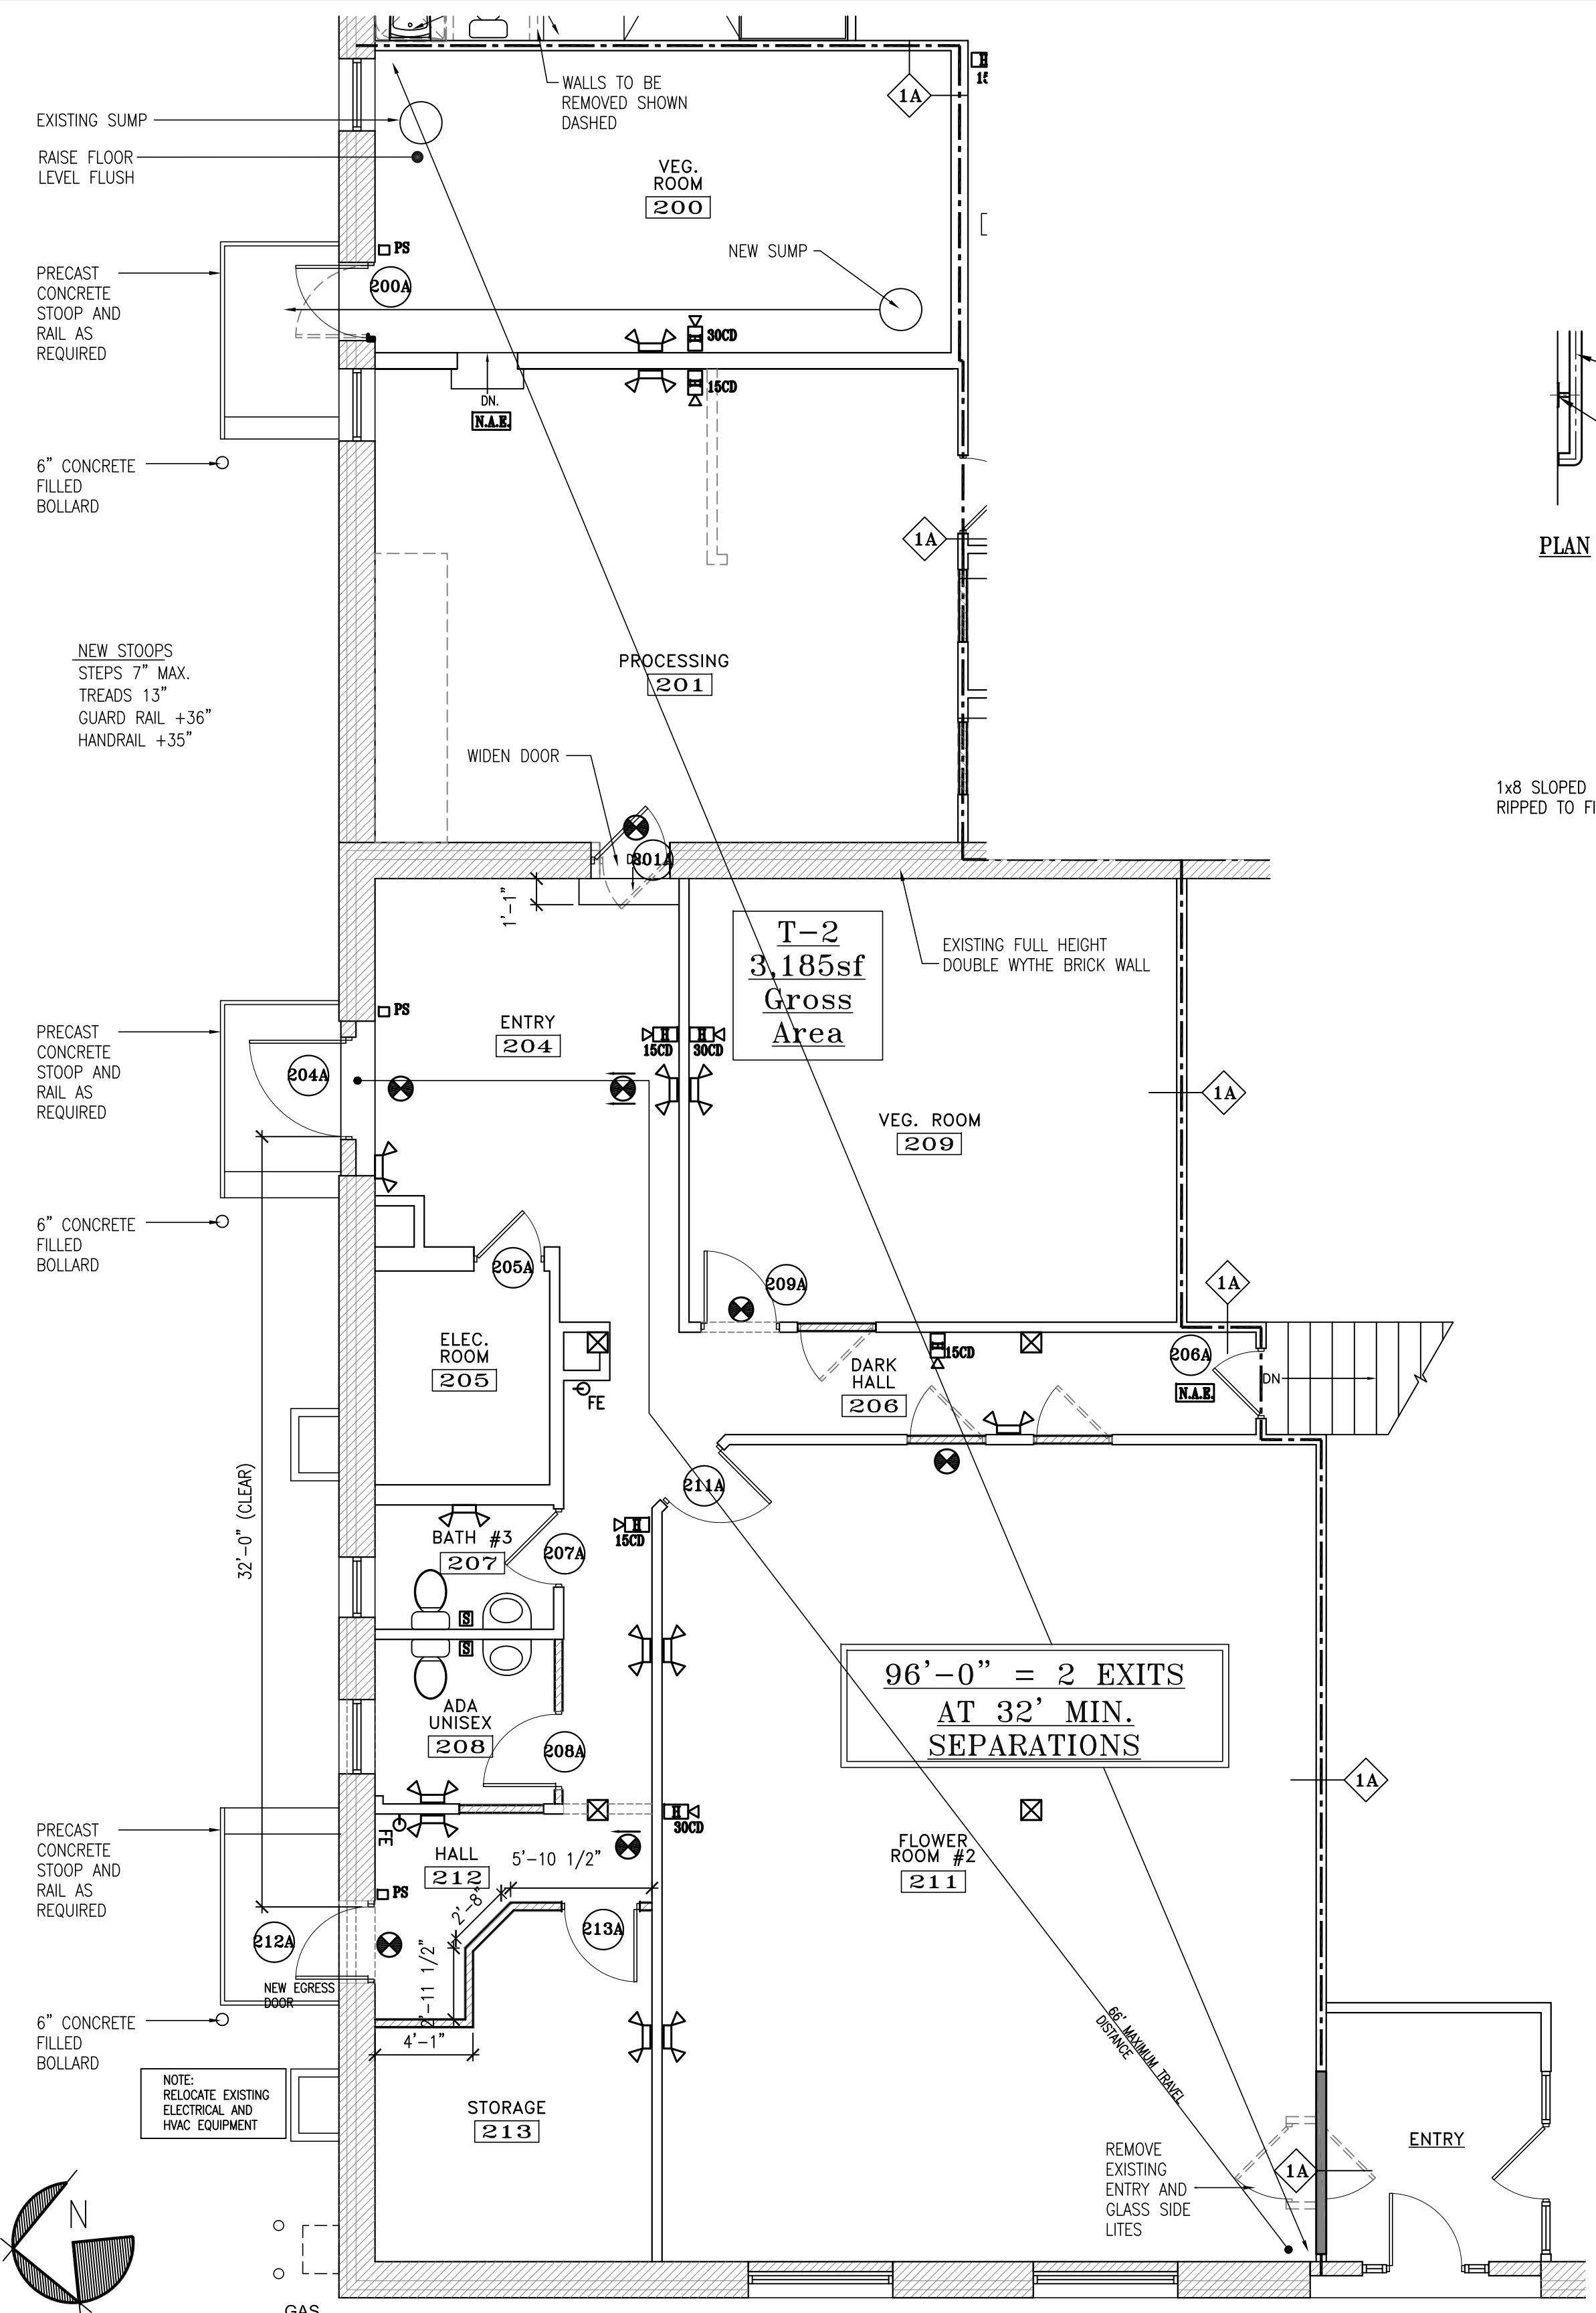 WALLS TO BE
REMOVED SHOWN
DASHED
1A
EXISTING SUMP
RAISE FLOOR
LEVEL FLUSH
VEG.
ROOM
200
PS
NEW SUMP
PRECAST
CONCRETE
STOOP AND
RAIL AS
REQUIRED
200A
30CD
15CD
DN.
N.A.E.
6" CONCRETE
FILLED
BOLLARD
1A
PLAN
NEW STOOPS
STEPS 7" MAX.
TREADS 13"
GUARD RAIL +36"
HANDRAIL +35"
PROCESSING
201
WIDEN DOOR
1x8 SLOPED
RIPPED TO FI
201A
1'-1"
T-2
3,185sf
Gross
Area
EXISTING FULL HEIGHT
DOUBLE WYTHE BRICK WALL
PS
ENTRY
204
PRECAST
CONCRETE
STOOP AND
RAIL AS
REQUIRED
204A
15CD
30CD
1A
VEG. ROOM
209
6" CONCRETE
FILLED
BOLLARD
205A
209A
1A
ELEC.
ROOM
205
FE
15CD
DARK
HALL
206
206A
N.A.E.
DN
211A
32'-0" (CLEAR)
BATH #3
207
207A
15CD
S
S
ADA
UNISEX
208
208A
96'-0" = 2 EXITS
AT 32' MIN.
SEPARATIONS
1A
PRECAST
CONCRETE
STOOP AND
RAIL AS
REQUIRED
FE
HALL
212
5'-10 1/2"
30CD
FLOWER
ROOM #2
211
PS
2'-8"
213A
212A
2'-11 1/2"
NEW EGRESS
DOOR
6" CONCRETE
FILLED
BOLLARD
4'-1"
66' MAXIMUM TRAVEL
DISTANCE
NOTE:
RELOCATE EXISTING
ELECTRICAL AND
HVAC EQUIPMENT
STORAGE
213
REMOVE
EXISTING
ENTRY AND
GLASS SIDE
LITES
1A
ENTRY
N
GAS